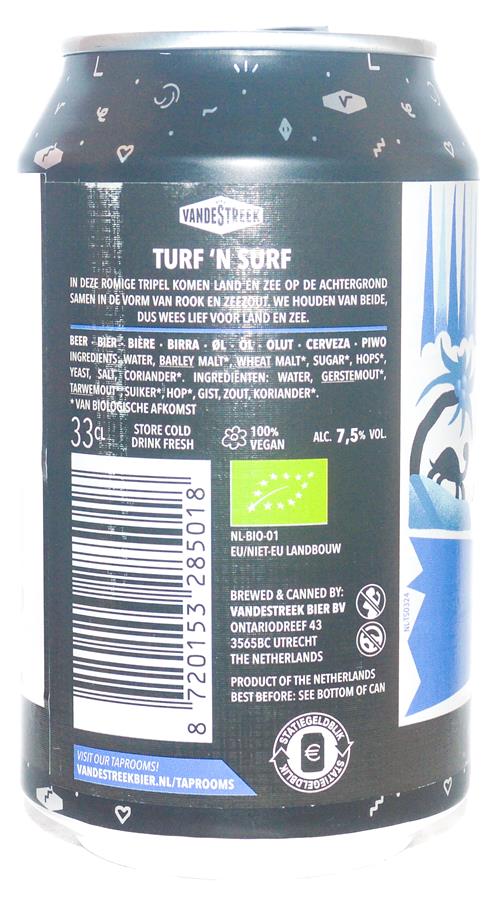 VANDESTREEK
TURF 'N SURF
IN DEZE ROMIGE TRIPEL KOMEN LAND EN ZEE OP DE ACHTERGROND
SAMEN IN DE VORM VAN ROOK EN ZEEZOUT. WE HOUDEN VAN BEIDE,
DUS WEES LIEF VOOR LAND EN ZEE.
BEER · BIER · BIÈRE · BIRRA · ØL · ÖL · OLUT · CERVEZA · PIWO
INGREDIENTS: WATER, BARLEY MALT*, WHEAT MALT*, SUGAR*, HOPS*,
YEAST, SALT, CORIANDER*. INGREDIËNTEN: WATER, GERSTEMOUT*,
TARWEMOUT*, SUIKER*, HOP*, GIST, ZOUT, KORIANDER*.
*VAN BIOLOGISCHE AFKOMST
33CL STORE COLD DRINK FRESH 100% VEGAN ALC. 7,5% VOL.
8 720153 285018
NL-BIO-01
EU/NIET-EU LANDBOUW
BREWED & CANNED BY:
VANDESTREEK BIER BV
ONTARIODREEF 43
3565BC UTRECHT
THE NETHERLANDS
PRODUCT OF THE NETHERLANDS
BEST BEFORE: SEE BOTTOM OF CAN
STATIEGELDBLIK
€
STATIEGELDBLIK
STATIEGELDBLIK
VISIT OUR TAPROOMS!
VANDESTREEKBIER.NL/TAPROOMS
NL-TS0324